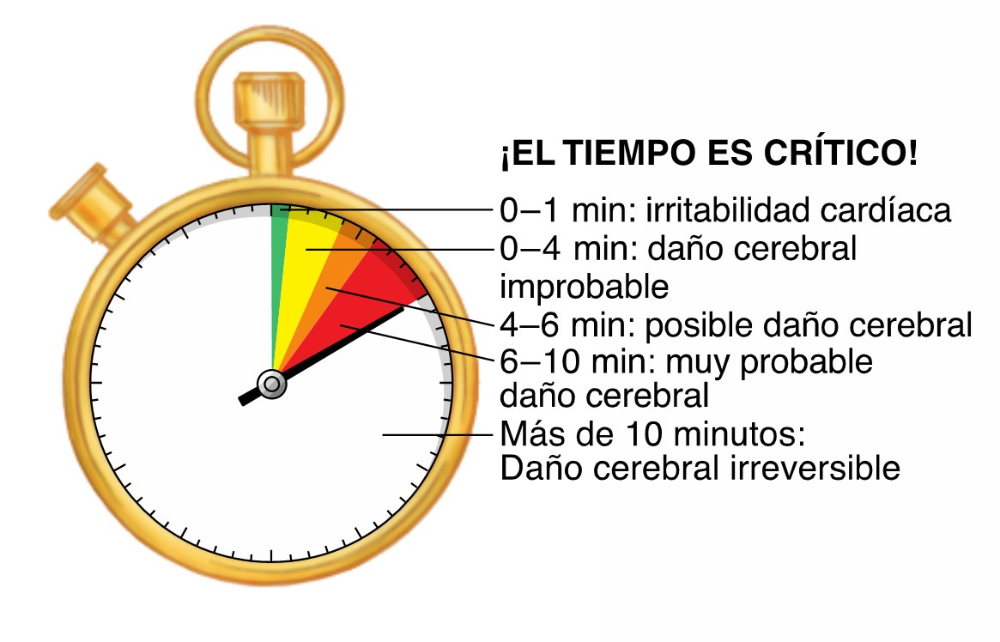 ¡EL TIEMPO ES CRÍTICO!
0–1 min: irritabilidad cardíaca
0–4 min: daño cerebral
improbable
4–6 min: posible daño cerebral
6–10 min: muy probable
daño cerebral
Más de 10 minutos:
Daño cerebral irreversible